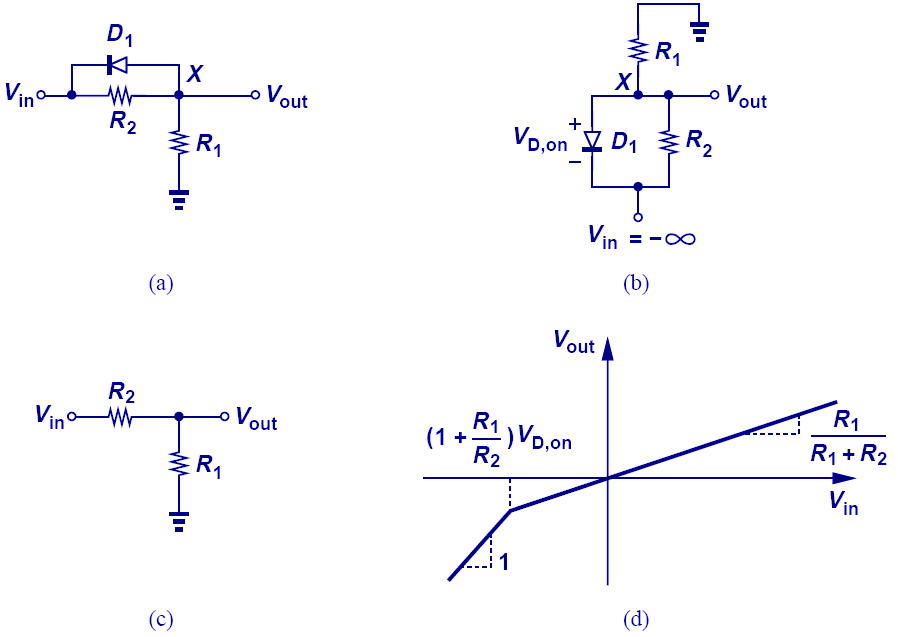 D1
X
Vin
Vout
R2
R1
(a)
R1
X
Vout
+
VD,on
D1
R2
−
Vin = −∞
(b)
R2
Vin
Vout
R1
(c)
Vout
(1 + R1/R2) VD,on
R1
R1 + R2
Vin
1
(d)